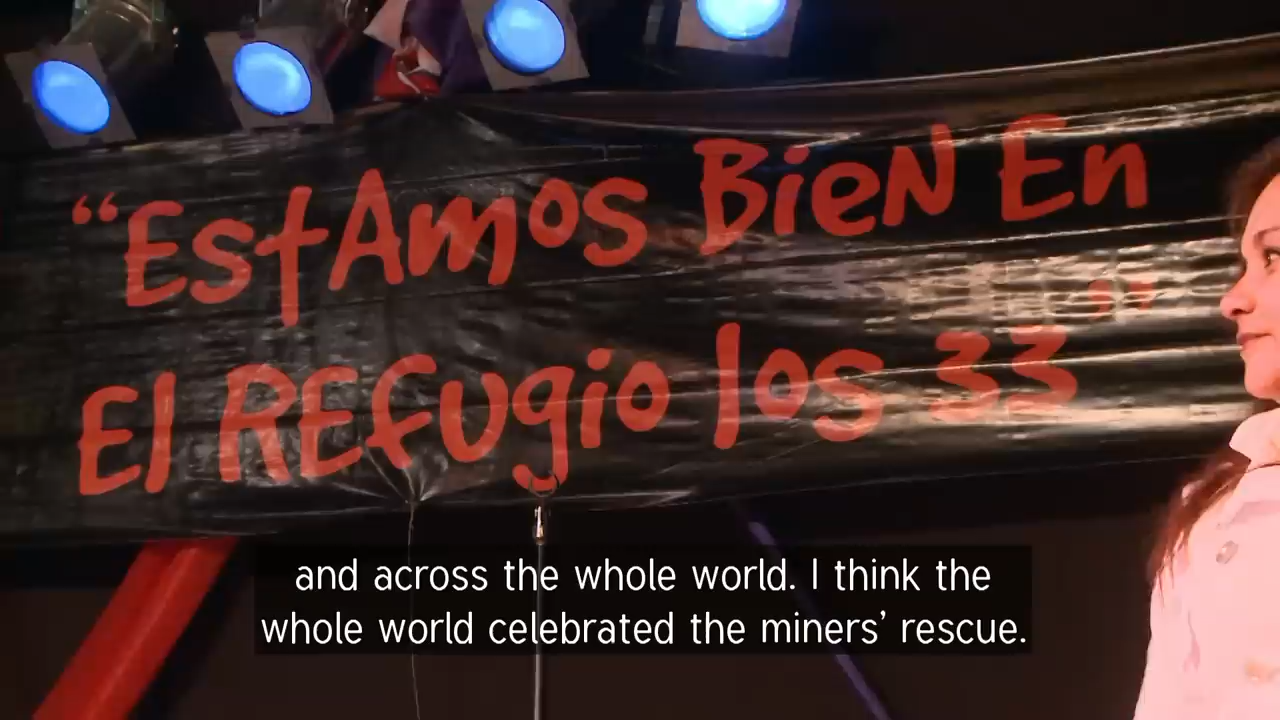 “EstAmos BieN En
El REfugio los 33”
and across the whole world. I think the
whole world celebrated the miners’ rescue.